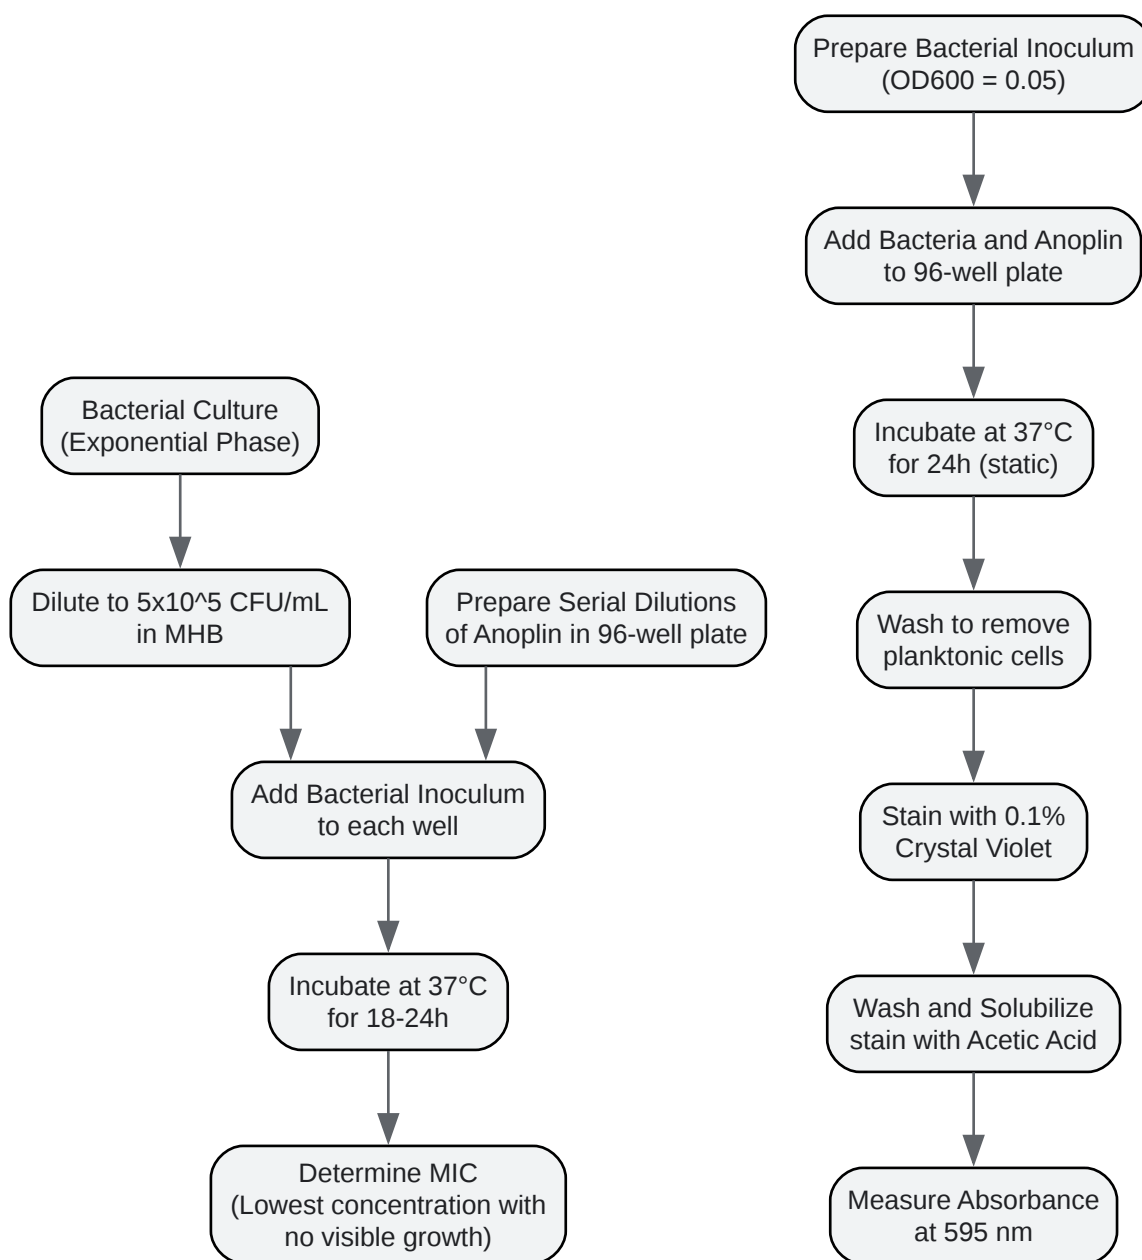 Bacterial Culture
(Exponential Phase)
Dilute to 5x10^5 CFU/mL
in MHB
Prepare Serial Dilutions
of Anoplin in 96-well plate
Add Bacterial Inoculum
to each well
Incubate at 37°C
for 18-24h
Determine MIC
(Lowest concentration with
no visible growth)
Prepare Bacterial Inoculum
(OD600 = 0.05)
Add Bacteria and Anoplin
to 96-well plate
Incubate at 37°C
for 24h (static)
Wash to remove
planktonic cells
Stain with 0.1%
Crystal Violet
Wash and Solubilize
stain with Acetic Acid
Measure Absorbance
at 595 nm